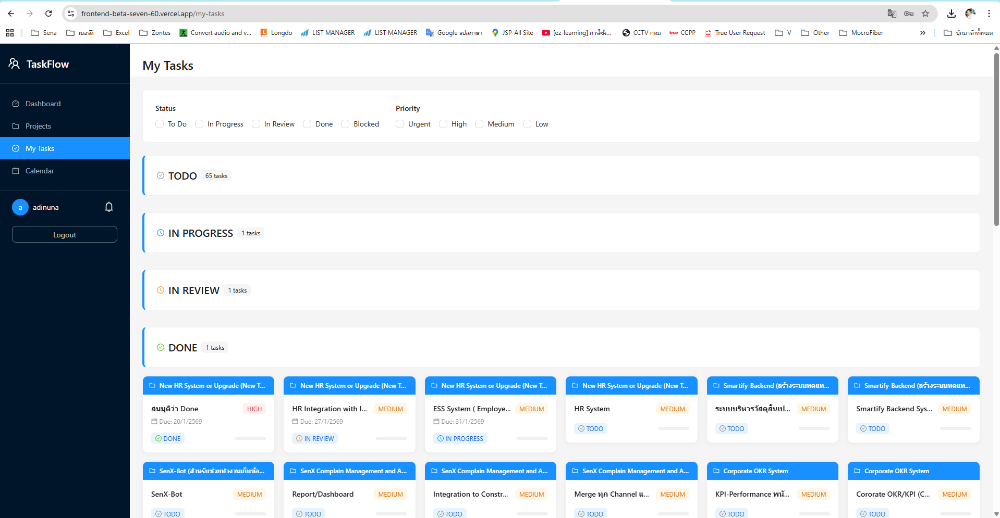 frontend-beta-seven-60.vercel.app/my-tasks
Sena
เบอร์ดี
Excel
Zontes
Convert audio and v...
Longdo
LIST MANAGER
LIST MANAGER
Google แปลภาษา
JSP-All Site
[ez-learning] การใช้ง...
CCTV กทม
true CCPP
True User Request
V
Other
MocroFiber
บุ๊กมาร์กทั้งหมด
TaskFlow
Dashboard
Projects
My Tasks
Calendar
a adinuna
Logout
My Tasks
Status
To Do In Progress In Review Done Blocked
Priority
Urgent High Medium Low
TODO 65 tasks
IN PROGRESS 1 tasks
IN REVIEW 1 tasks
DONE 1 tasks
New HR System or Upgrade (New T...
สมมุติว่า Done HIGH
Due: 20/1/2569
DONE
New HR System or Upgrade (New T...
HR Integration with I... MEDIUM
Due: 27/1/2569
IN REVIEW
New HR System or Upgrade (New T...
ESS System ( Employe... MEDIUM
Due: 31/1/2569
IN PROGRESS
New HR System or Upgrade (New T...
HR System MEDIUM
TODO
Smartify-Backend (สร้างระบบทดแท...
ระบบบริหารวัสดุสิ้นเป... MEDIUM
TODO
Smartify-Backend (สร้างระบบทดแท...
Smartify Backend Sys... MEDIUM
TODO
SenX-Bot (สำหรับช่วยทำงานเก็บข้อ...
SenX-Bot MEDIUM
TODO
SenX Complain Management and A...
Report/Dashboard MEDIUM
TODO
SenX Complain Management and A...
Integration to Constr... MEDIUM
TODO
SenX Complain Management and A...
Merge ทุก Channel แ... MEDIUM
TODO
Corporate OKR System
KPI-Performance พนั... MEDIUM
TODO
Corporate OKR System
Cororate OKR/KPI (C... MEDIUM
TODO